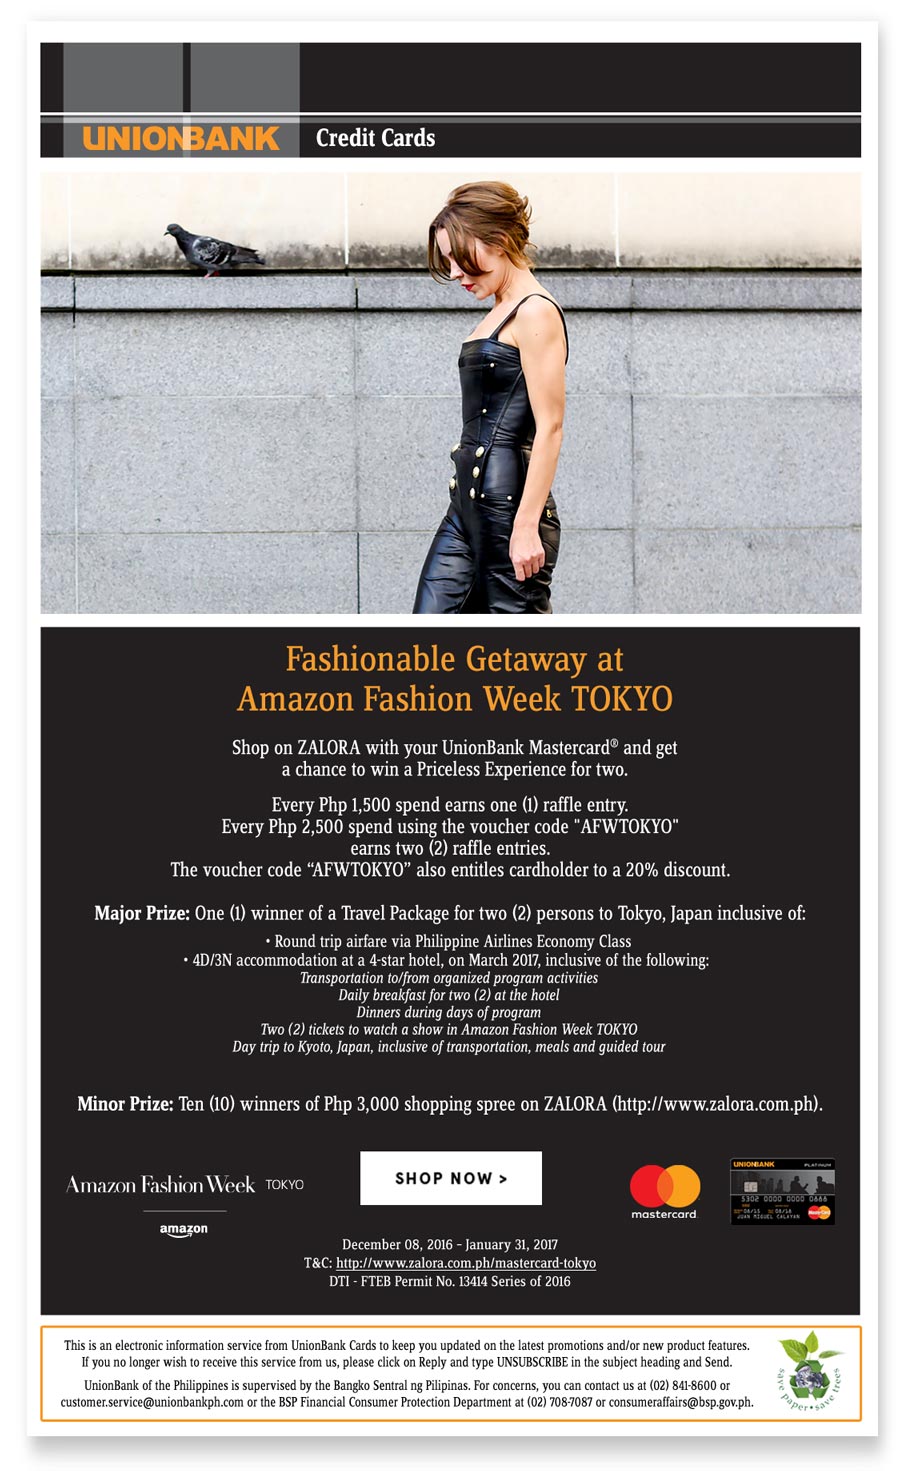 UNIONBANK Credit Cards
Fashionable Getaway at
Amazon Fashion Week TOKYO
Shop on ZALORA with your UnionBank Mastercard® and get
a chance to win a Priceless Experience for two.
Every Php 1,500 spend earns one (1) raffle entry.
Every Php 2,500 spend using the voucher code "AFWTOKYO"
earns two (2) raffle entries.
The voucher code “AFWTOKYO” also entitles cardholder to a 20% discount.
Major Prize: One (1) winner of a Travel Package for two (2) persons to Tokyo, Japan inclusive of:
• Round trip airfare via Philippine Airlines Economy Class
• 4D/3N accommodation at a 4-star hotel, on March 2017, inclusive of the following:
Transportation to/from organized program activities
Daily breakfast for two (2) at the hotel
Dinners during days of program
Two (2) tickets to watch a show in Amazon Fashion Week TOKYO
Day trip to Kyoto, Japan, inclusive of transportation, meals and guided tour
Minor Prize: Ten (10) winners of Php 3,000 shopping spree on ZALORA (http://www.zalora.com.ph).
Amazon Fashion Week TOKYO
amazon
SHOP NOW >
mastercard
UNIONBANK PLATINUM
5302 0000 0000 0888
JUAN MIGUEL CALAYAN
MasterCard
December 08, 2016 - January 31, 2017
T&C: http://www.zalora.com.ph/mastercard-tokyo
DTI - FTEB Permit No. 13414 Series of 2016
This is an electronic information service from UnionBank Cards to keep you updated on the latest promotions and/or new product features.
If you no longer wish to receive this service from us, please click on Reply and type UNSUBSCRIBE in the subject heading and Send.
UnionBank of the Philippines is supervised by the Bangko Sentral ng Pilipinas. For concerns, you can contact us at (02) 841-8600 or
customer.service@unionbankph.com or the BSP Financial Consumer Protection Department at (02) 708-7087 or consumeraffairs@bsp.gov.ph.
save paper • save trees